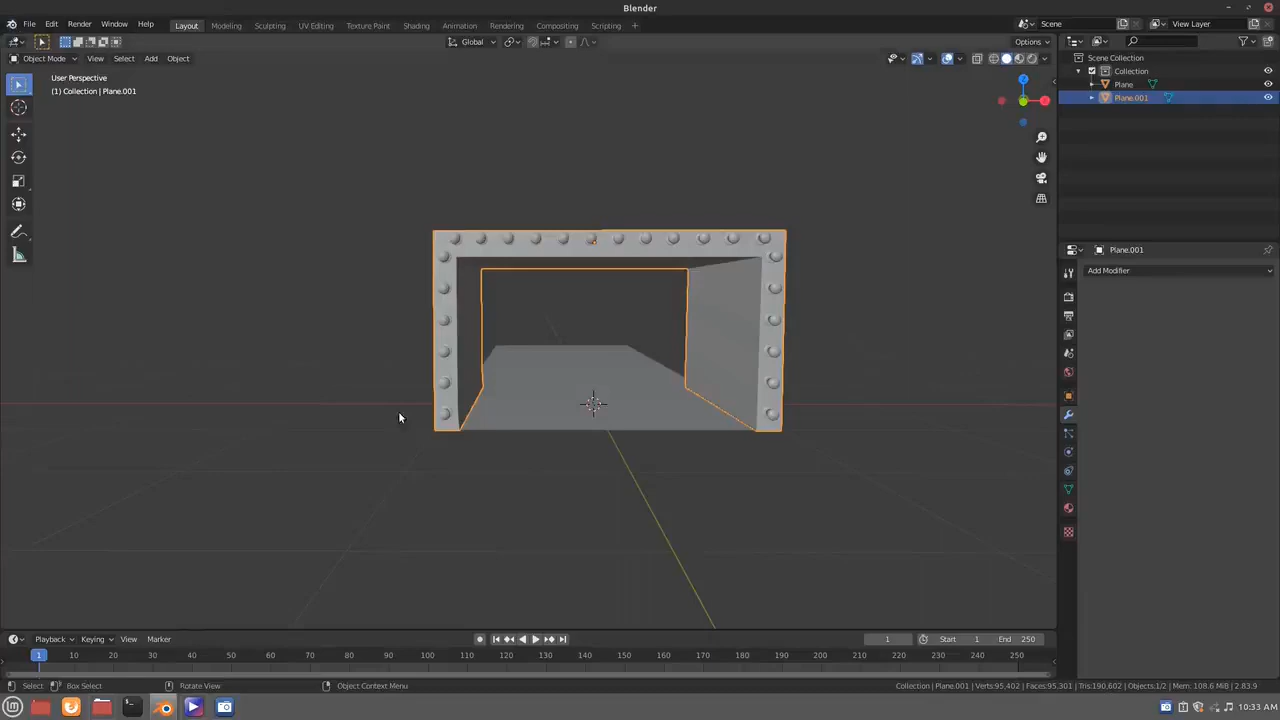 Blender
File Edit Render Window Help Layout Modeling Sculpting UV Editing Texture Paint Shading Animation Rendering Compositing Scripting + Scene View Layer
Global Options
Object Mode View Select Add Object
User Perspective
(1) Collection | Plane.001
Scene Collection
Collection
Plane
Plane.001
Plane.001
Add Modifier
Playback Keying View Marker 1 Start 1 End 250
1 10 20 30 40 50 60 70 80 90 100 110 120 130 140 150 160 170 180 190 200 210 220 230 240 250
Select Box Select Rotate View Object Context Menu Collection | Plane.001 | Verts:95,402 | Faces:95,301 | Tris:190,602 | Objects:1/2 | Mem: 108.6 MiB | 2.83.9
10:33 AM